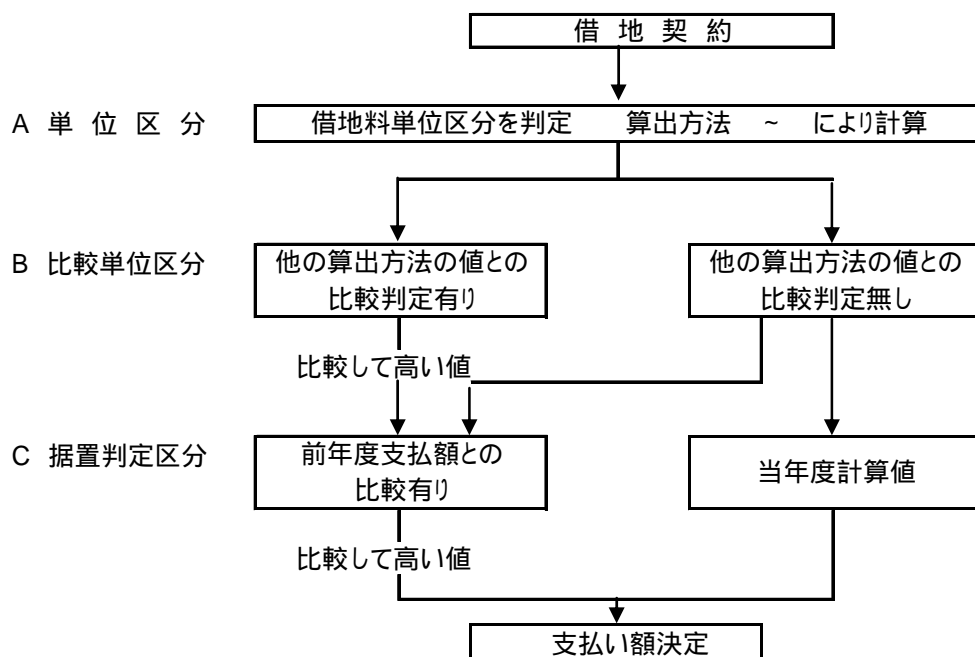 借 地 契 約
A 単 位 区 分
借地料単位区分を判定 算出方法 ~ により計算
B 比較単位区分
他の算出方法の値との
比較判定有り
他の算出方法の値との
比較判定無し
比較して高い値
C 据置判定区分
前年度支払額との
比較有り
当年度計算値
比較して高い値
支払い額決定